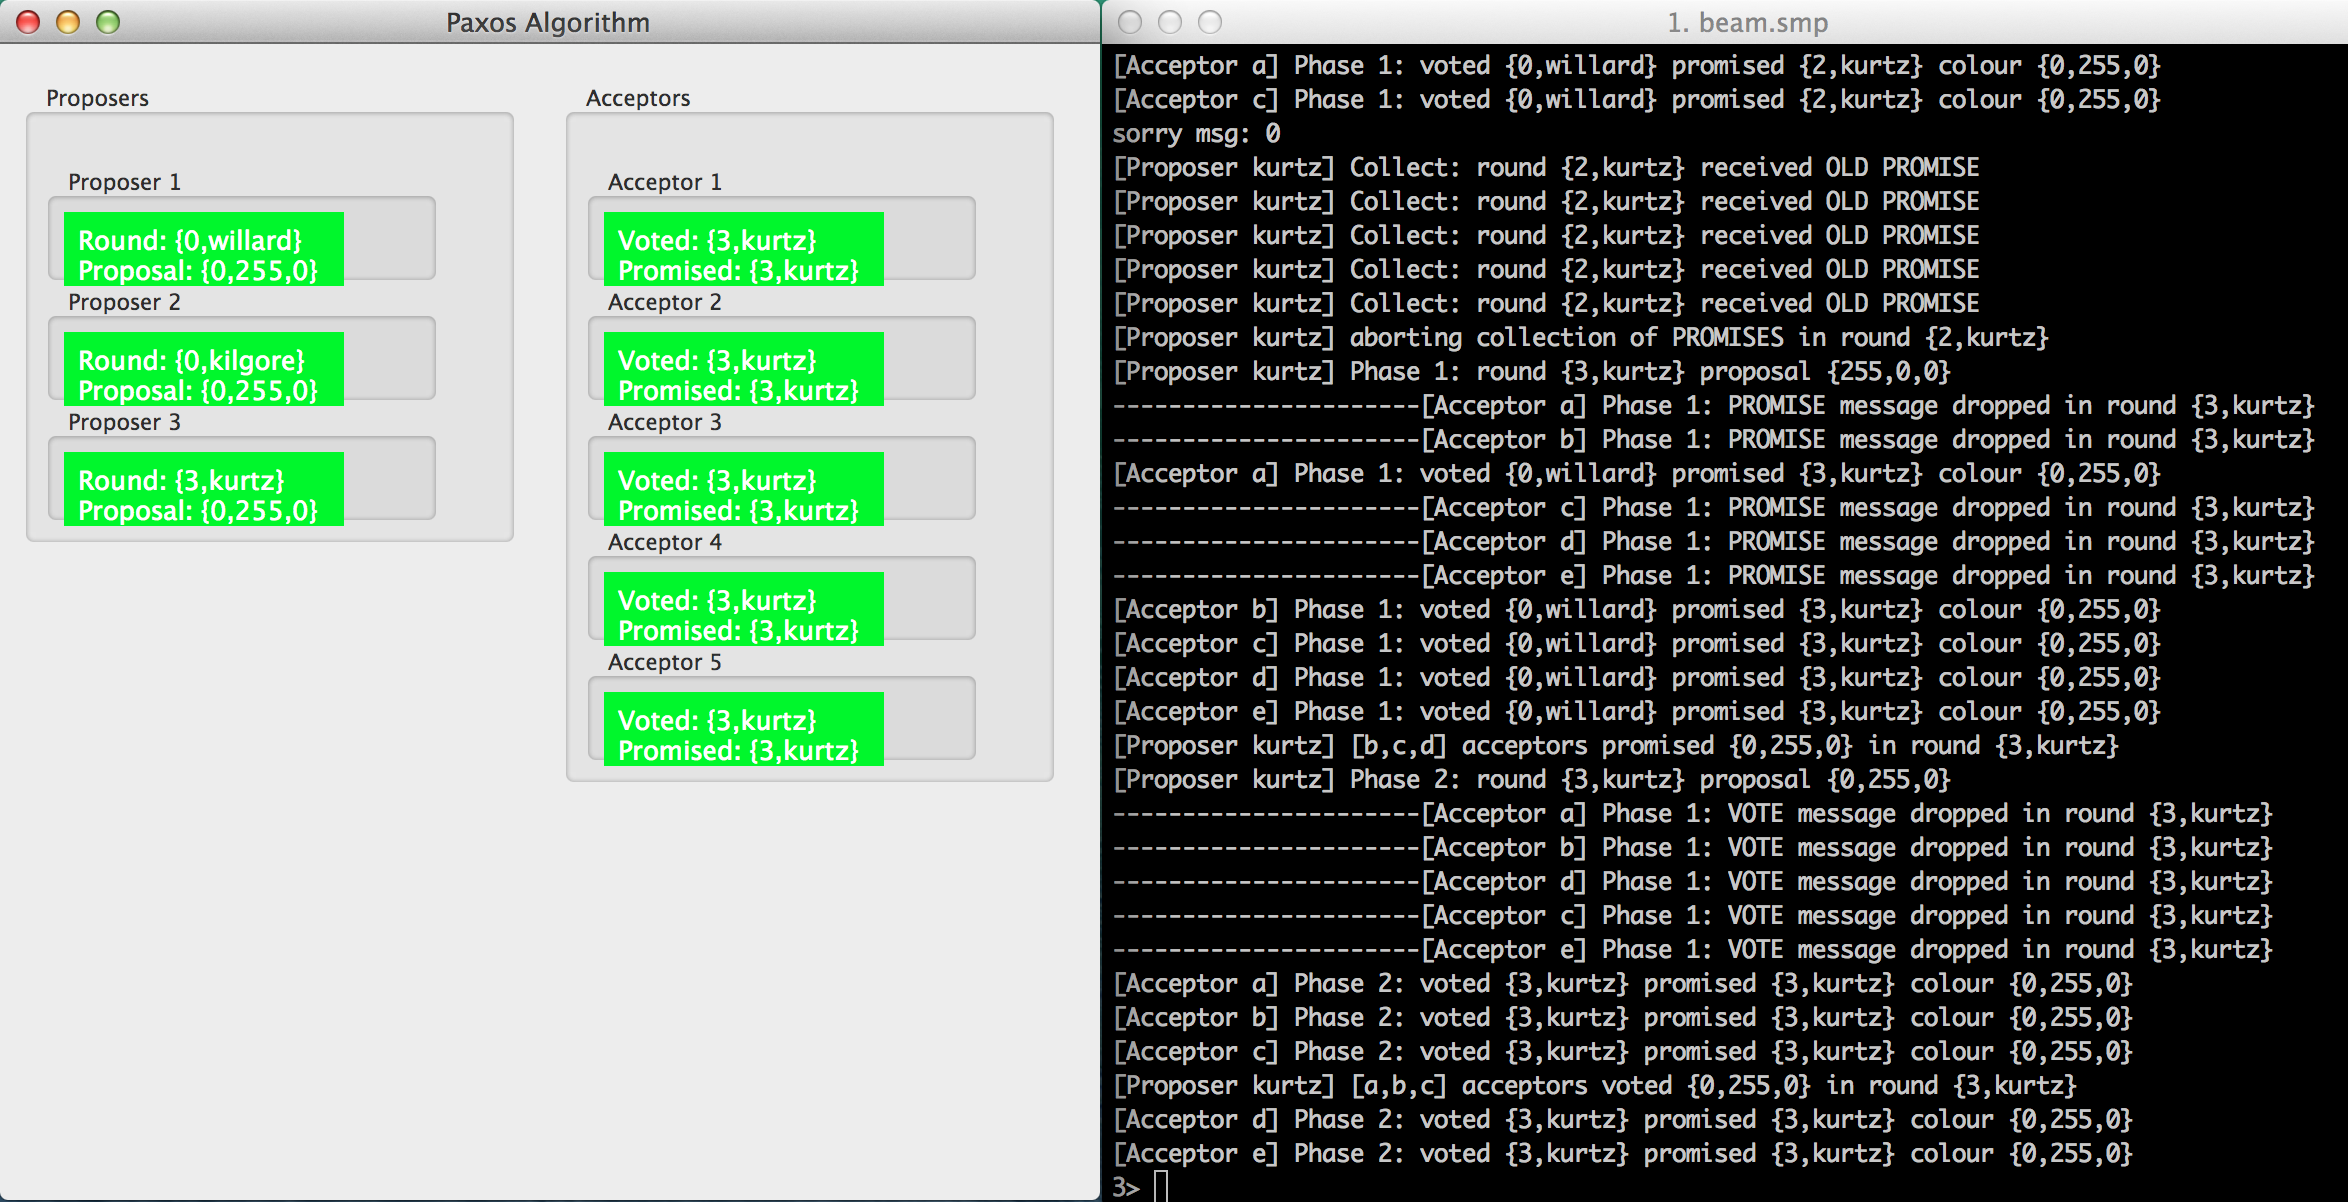 Paxos Algorithm
Proposers
Proposer 1
Round: {0,willard}
Proposal: {0,255,0}
Proposer 2
Round: {0,kilgore}
Proposal: {0,255,0}
Proposer 3
Round: {3,kurtz}
Proposal: {0,255,0}
Acceptors
Acceptor 1
Voted: {3,kurtz}
Promised: {3,kurtz}
Acceptor 2
Voted: {3,kurtz}
Promised: {3,kurtz}
Acceptor 3
Voted: {3,kurtz}
Promised: {3,kurtz}
Acceptor 4
Voted: {3,kurtz}
Promised: {3,kurtz}
Acceptor 5
Voted: {3,kurtz}
Promised: {3,kurtz}
1. beam.smp
[Acceptor a] Phase 1: voted {0,willard} promised {2,kurtz} colour {0,255,0}
[Acceptor c] Phase 1: voted {0,willard} promised {2,kurtz} colour {0,255,0}
sorry msg: 0
[Proposer kurtz] Collect: round {2,kurtz} received OLD PROMISE
[Proposer kurtz] Collect: round {2,kurtz} received OLD PROMISE
[Proposer kurtz] Collect: round {2,kurtz} received OLD PROMISE
[Proposer kurtz] Collect: round {2,kurtz} received OLD PROMISE
[Proposer kurtz] Collect: round {2,kurtz} received OLD PROMISE
[Proposer kurtz] aborting collection of PROMISES in round {2,kurtz}
[Proposer kurtz] Phase 1: round {3,kurtz} proposal {255,0,0}
----------------------[Acceptor a] Phase 1: PROMISE message dropped in round {3,kurtz}
----------------------[Acceptor b] Phase 1: PROMISE message dropped in round {3,kurtz}
[Acceptor a] Phase 1: voted {0,willard} promised {3,kurtz} colour {0,255,0}
----------------------[Acceptor c] Phase 1: PROMISE message dropped in round {3,kurtz}
----------------------[Acceptor d] Phase 1: PROMISE message dropped in round {3,kurtz}
----------------------[Acceptor e] Phase 1: PROMISE message dropped in round {3,kurtz}
[Acceptor b] Phase 1: voted {0,willard} promised {3,kurtz} colour {0,255,0}
[Acceptor c] Phase 1: voted {0,willard} promised {3,kurtz} colour {0,255,0}
[Acceptor d] Phase 1: voted {0,willard} promised {3,kurtz} colour {0,255,0}
[Acceptor e] Phase 1: voted {0,willard} promised {3,kurtz} colour {0,255,0}
[Proposer kurtz] [b,c,d] acceptors promised {0,255,0} in round {3,kurtz}
[Proposer kurtz] Phase 2: round {3,kurtz} proposal {0,255,0}
----------------------[Acceptor a] Phase 1: VOTE message dropped in round {3,kurtz}
----------------------[Acceptor b] Phase 1: VOTE message dropped in round {3,kurtz}
----------------------[Acceptor d] Phase 1: VOTE message dropped in round {3,kurtz}
----------------------[Acceptor c] Phase 1: VOTE message dropped in round {3,kurtz}
----------------------[Acceptor e] Phase 1: VOTE message dropped in round {3,kurtz}
[Acceptor a] Phase 2: voted {3,kurtz} promised {3,kurtz} colour {0,255,0}
[Acceptor b] Phase 2: voted {3,kurtz} promised {3,kurtz} colour {0,255,0}
[Acceptor c] Phase 2: voted {3,kurtz} promised {3,kurtz} colour {0,255,0}
[Proposer kurtz] [a,b,c] acceptors voted {0,255,0} in round {3,kurtz}
[Acceptor d] Phase 2: voted {3,kurtz} promised {3,kurtz} colour {0,255,0}
[Acceptor e] Phase 2: voted {3,kurtz} promised {3,kurtz} colour {0,255,0}
3>